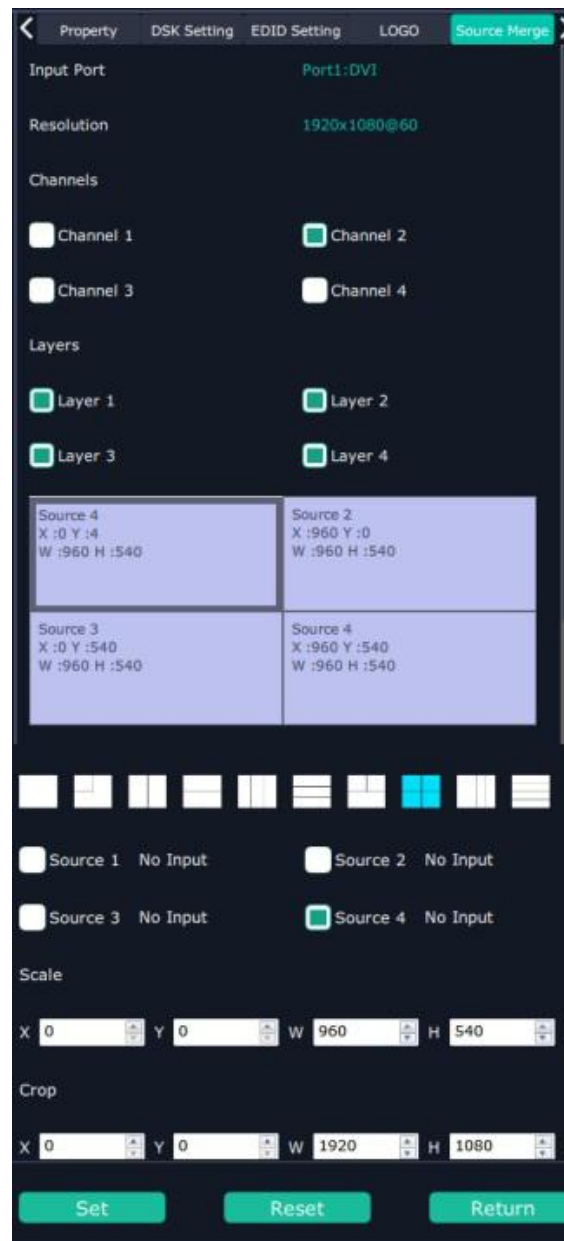 Property DSK Setting EDID Setting LOGO Source Merge
Input Port Port1:DVI
Resolution 1920x1080@60
Channels
Channel 1 Channel 2
Channel 3 Channel 4
Layers
Layer 1 Layer 2
Layer 3 Layer 4
Source 4
X :0 Y :4
W :960 H :540
Source 2
X :960 Y :0
W :960 H :540
Source 3
X :0 Y :540
W :960 H :540
Source 4
X :960 Y :540
W :960 H :540
Source 1 No Input Source 2 No Input
Source 3 No Input Source 4 No Input
Scale
X 0 Y 0 W 960 H 540
Crop
X 0 Y 0 W 1920 H 1080
Set Reset Return